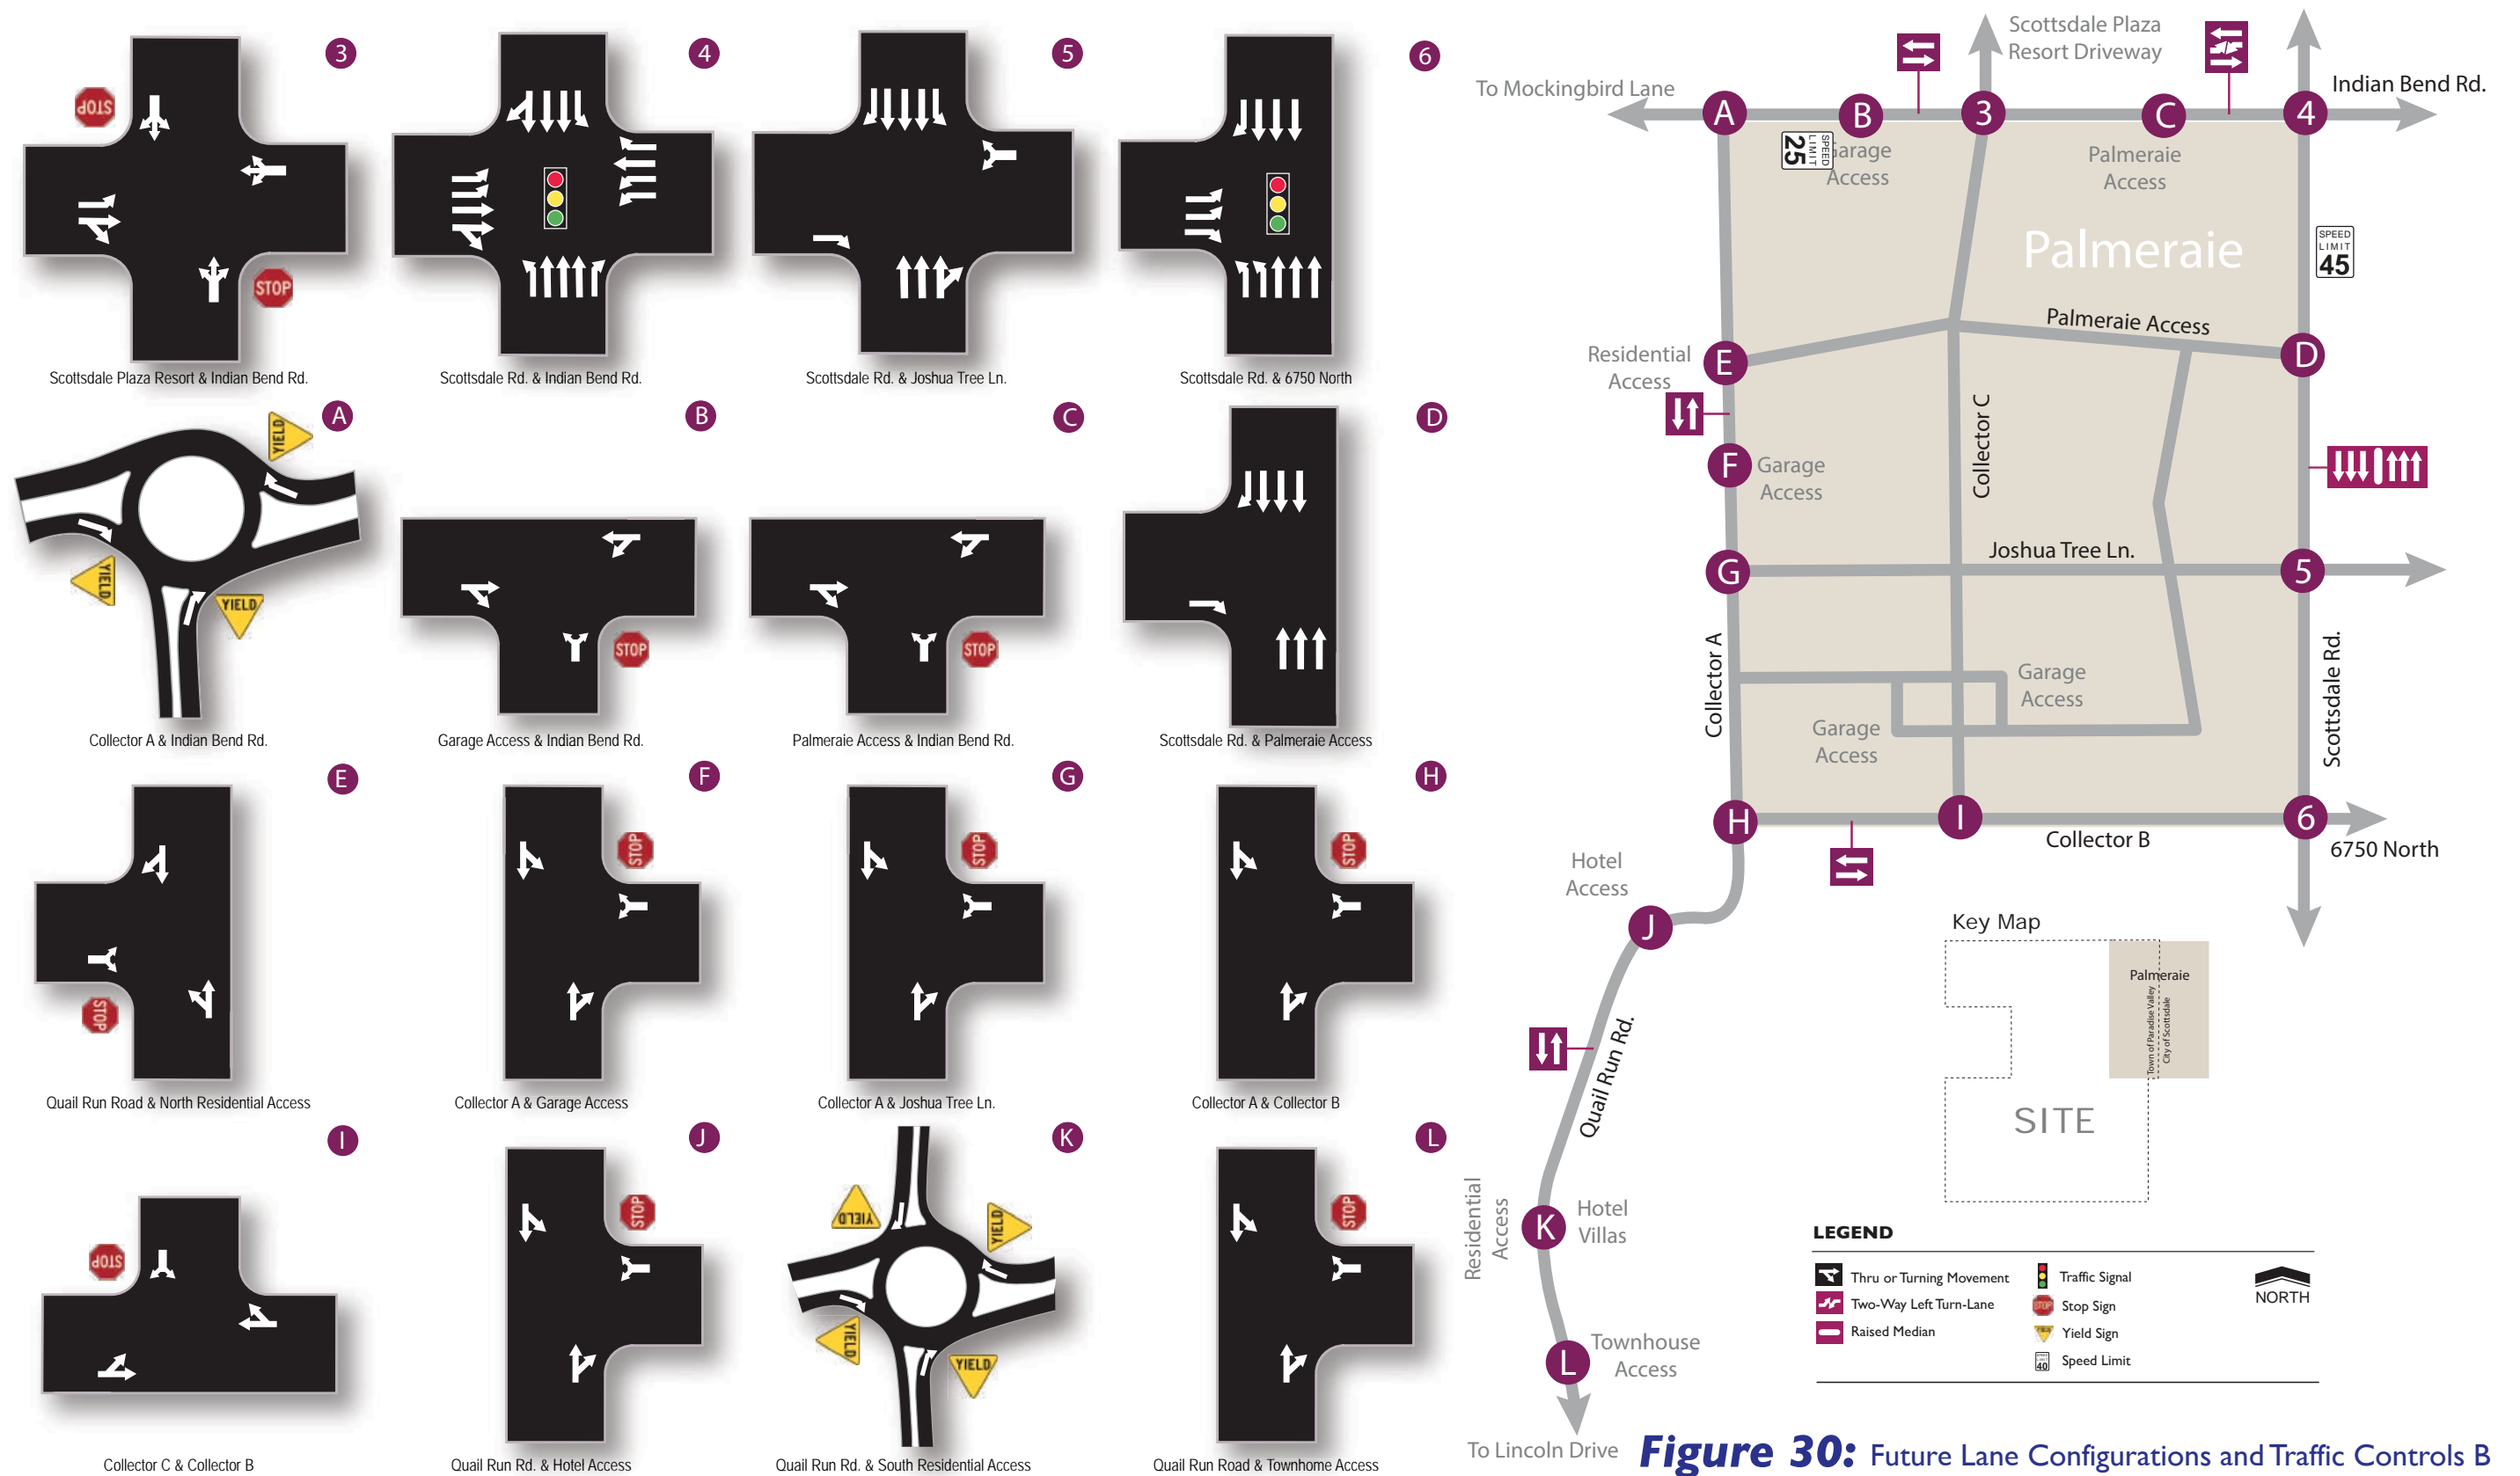 3
STOP
STOP
Scottsdale Plaza Resort & Indian Bend Rd.
4
Scottsdale Rd. & Indian Bend Rd.
5
Scottsdale Rd. & Joshua Tree Ln.
6
Scottsdale Rd. & 6750 North
A
YIELD
YIELD
YIELD
Collector A & Indian Bend Rd.
B
STOP
Garage Access & Indian Bend Rd.
C
STOP
Palmeraie Access & Indian Bend Rd.
D
Scottsdale Rd. & Palmeraie Access
E
STOP
Quail Run Road & North Residential Access
F
STOP
Collector A & Garage Access
G
STOP
Collector A & Joshua Tree Ln.
H
STOP
Collector A & Collector B
I
STOP
Collector C & Collector B
J
STOP
Quail Run Rd. & Hotel Access
K
YIELD
YIELD
YIELD
YIELD
Quail Run Rd. & South Residential Access
L
STOP
Quail Run Road & Townhome Access
Scottsdale Plaza
Resort Driveway
To Mockingbird Lane
Indian Bend Rd.
A
B
3
C
4
SPEED
LIMIT
25
Garage
Access
Palmeraie
Access
Palmeraie
SPEED
LIMIT
45
Palmeraie Access
Residential
Access
E
D
Collector C
F
Garage
Access
Joshua Tree Ln.
G
5
Collector A
Garage
Access
Garage
Access
Scottsdale Rd.
H
I
6
Collector B
6750 North
Hotel
Access
J
Quail Run Rd.
Residential
Access
K
Hotel
Villas
L
Townhouse
Access
To Lincoln Drive
Key Map
Palmeraie
Town of Paradise Valley
City of Scottsdale
SITE
LEGEND
Thru or Turning Movement
Two-Way Left Turn-Lane
Raised Median
Traffic Signal
STOP
Stop Sign
Yield Sign
40
Speed Limit
NORTH
Figure 30: Future Lane Configurations and Traffic Controls B